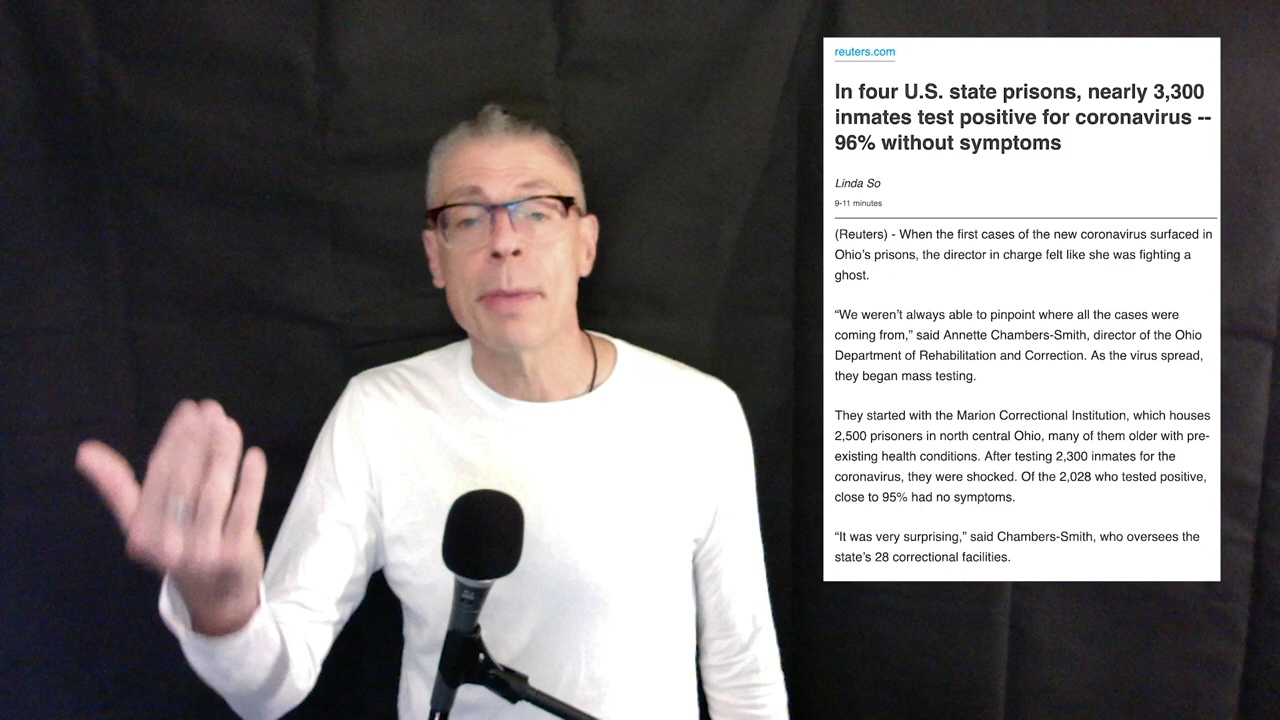 reuters.com
In four U.S. state prisons, nearly 3,300
inmates test positive for coronavirus --
96% without symptoms
Linda So
9-11 minutes
(Reuters) - When the first cases of the new coronavirus surfaced in
Ohio’s prisons, the director in charge felt like she was fighting a
ghost.
“We weren’t always able to pinpoint where all the cases were
coming from,” said Annette Chambers-Smith, director of the Ohio
Department of Rehabilitation and Correction. As the virus spread,
they began mass testing.
They started with the Marion Correctional Institution, which houses
2,500 prisoners in north central Ohio, many of them older with pre-
existing health conditions. After testing 2,300 inmates for the
coronavirus, they were shocked. Of the 2,028 who tested positive,
close to 95% had no symptoms.
“It was very surprising,” said Chambers-Smith, who oversees the
state’s 28 correctional facilities.